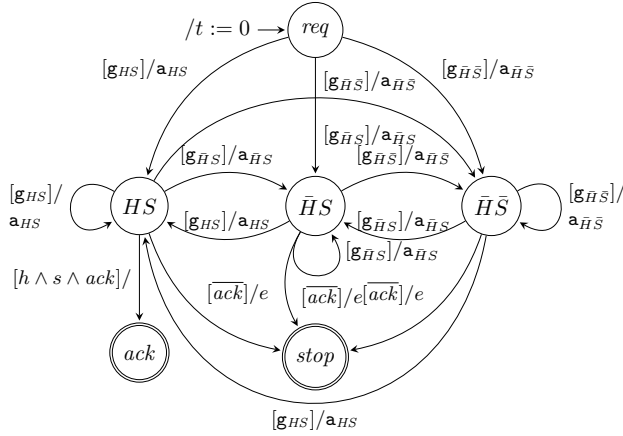 /t := 0
req
[g_{HS}]/a_{HS}
[g_{H̄S̄}]/a_{H̄S̄}
[g_{H̄S̄}]/a_{H̄S̄}
[g_{H̄S}]/a_{H̄S}
[g_{H̄S}]/a_{H̄S}
[g_{H̄S̄}]/a_{H̄S̄}
[g_{HS}]/
a_{HS}
HS
H̄S
H̄S̄
[g_{H̄S̄}]/
a_{H̄S̄}
[g_{HS}]/a_{HS}
[g_{H̄S}]/a_{H̄S}
[g_{H̄S}]/a_{H̄S}
[h ∧ s ∧ ack]/
[\overline{ack}]/e
[\overline{ack}]/e
[\overline{ack}]/e
ack
stop
[g_{HS}]/a_{HS}